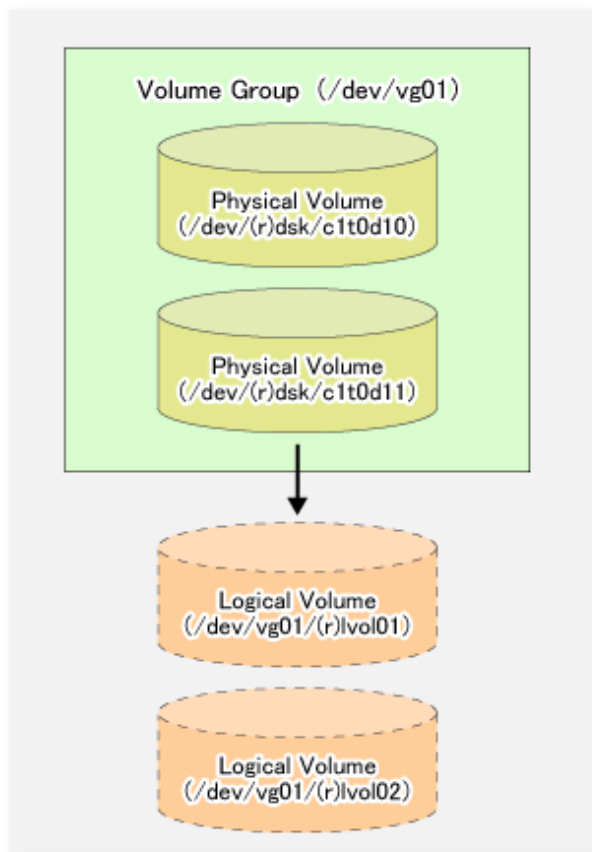 Volume Group (/dev/vg01)
Physical Volume
(/dev/(r)dsk/c1t0d10)
Physical Volume
(/dev/(r)dsk/c1t0d11)
Logical Volume
(/dev/vg01/(r)lvol01)
Logical Volume
(/dev/vg01/(r)lvol02)